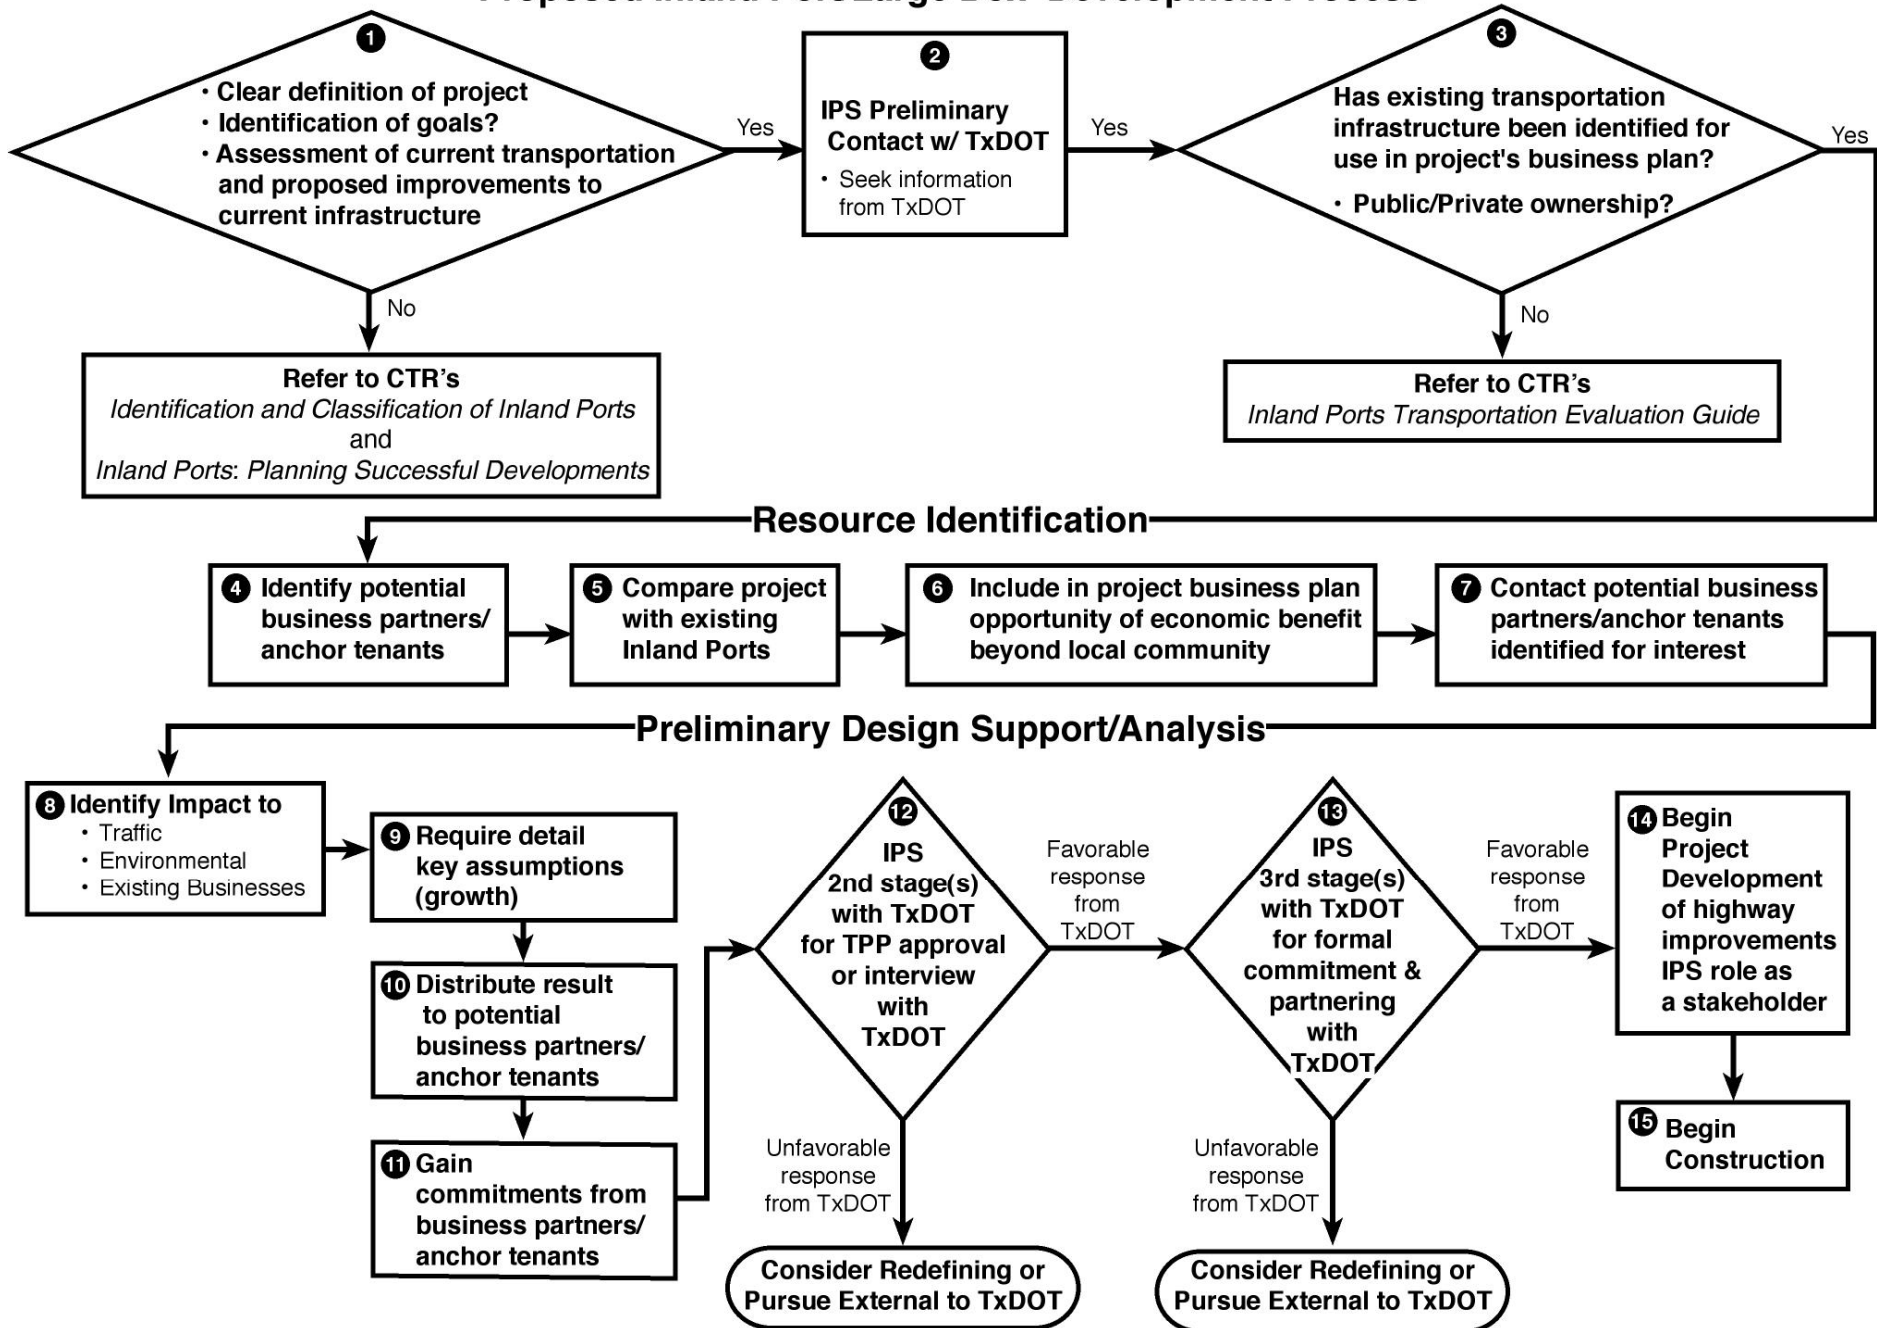 1
• Clear definition of project
• Identification of goals?
• Assessment of current transportation
and proposed improvements to
current infrastructure
Yes
No
Refer to CTR's
Identification and Classification of Inland Ports
and
Inland Ports: Planning Successful Developments
2
IPS Preliminary
Contact w/ TxDOT
• Seek information
from TxDOT
Yes
3
Has existing transportation
infrastructure been identified for
use in project's business plan?
• Public/Private ownership?
Yes
No
Refer to CTR's
Inland Ports Transportation Evaluation Guide
Resource Identification
4 Identify potential
business partners/
anchor tenants
5 Compare project
with existing
Inland Ports
6 Include in project business plan
opportunity of economic benefit
beyond local community
7 Contact potential business
partners/anchor tenants
identified for interest
Preliminary Design Support/Analysis
8 Identify Impact to
• Traffic
• Environmental
• Existing Businesses
9 Require detail
key assumptions
(growth)
10 Distribute result
to potential
business partners/
anchor tenants
11 Gain
commitments from
business partners/
anchor tenants
12
IPS
2nd stage(s)
with TxDOT
for TPP approval
or interview
with
TxDOT
Favorable
response
from
TxDOT
Unfavorable
response
from TxDOT
Consider Redefining or
Pursue External to TxDOT
13
IPS
3rd stage(s)
with TxDOT
for formal
commitment &
partnering
with
TxDOT
Favorable
response
from
TxDOT
Unfavorable
response
from TxDOT
Consider Redefining or
Pursue External to TxDOT
14 Begin
Project
Development
of highway
improvements
IPS role as
a stakeholder
15 Begin
Construction